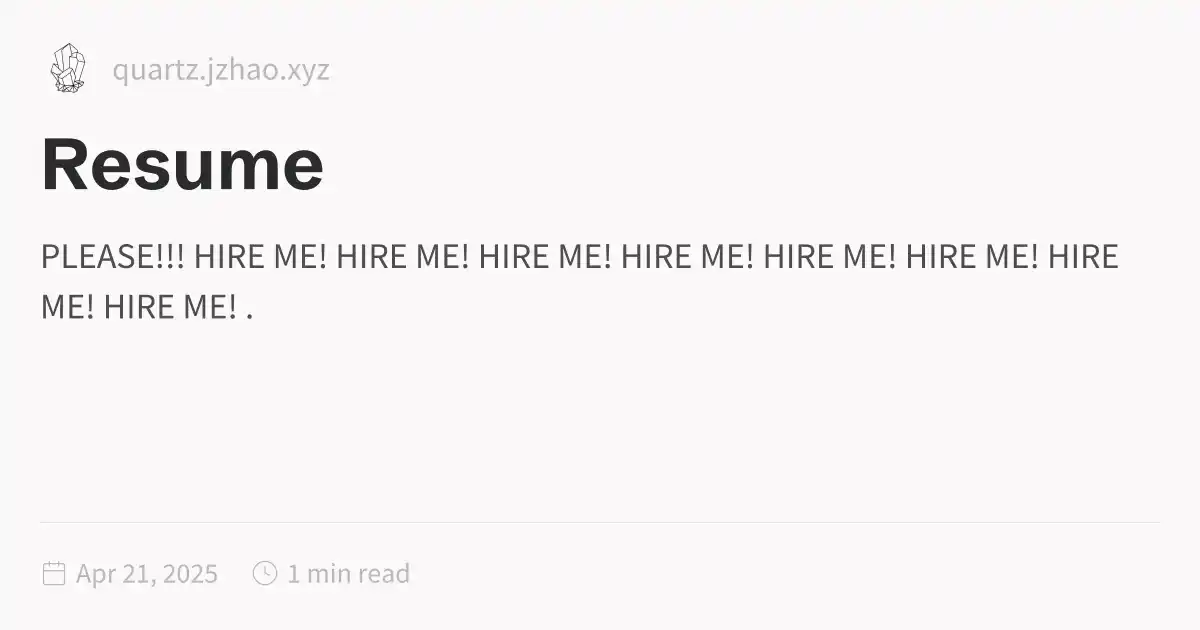 quartz.jzhao.xyz
Resume
PLEASE!!! HIRE ME! HIRE ME! HIRE ME! HIRE ME! HIRE ME! HIRE ME! HIRE
ME! HIRE ME! .
Apr 21, 2025 1 min read